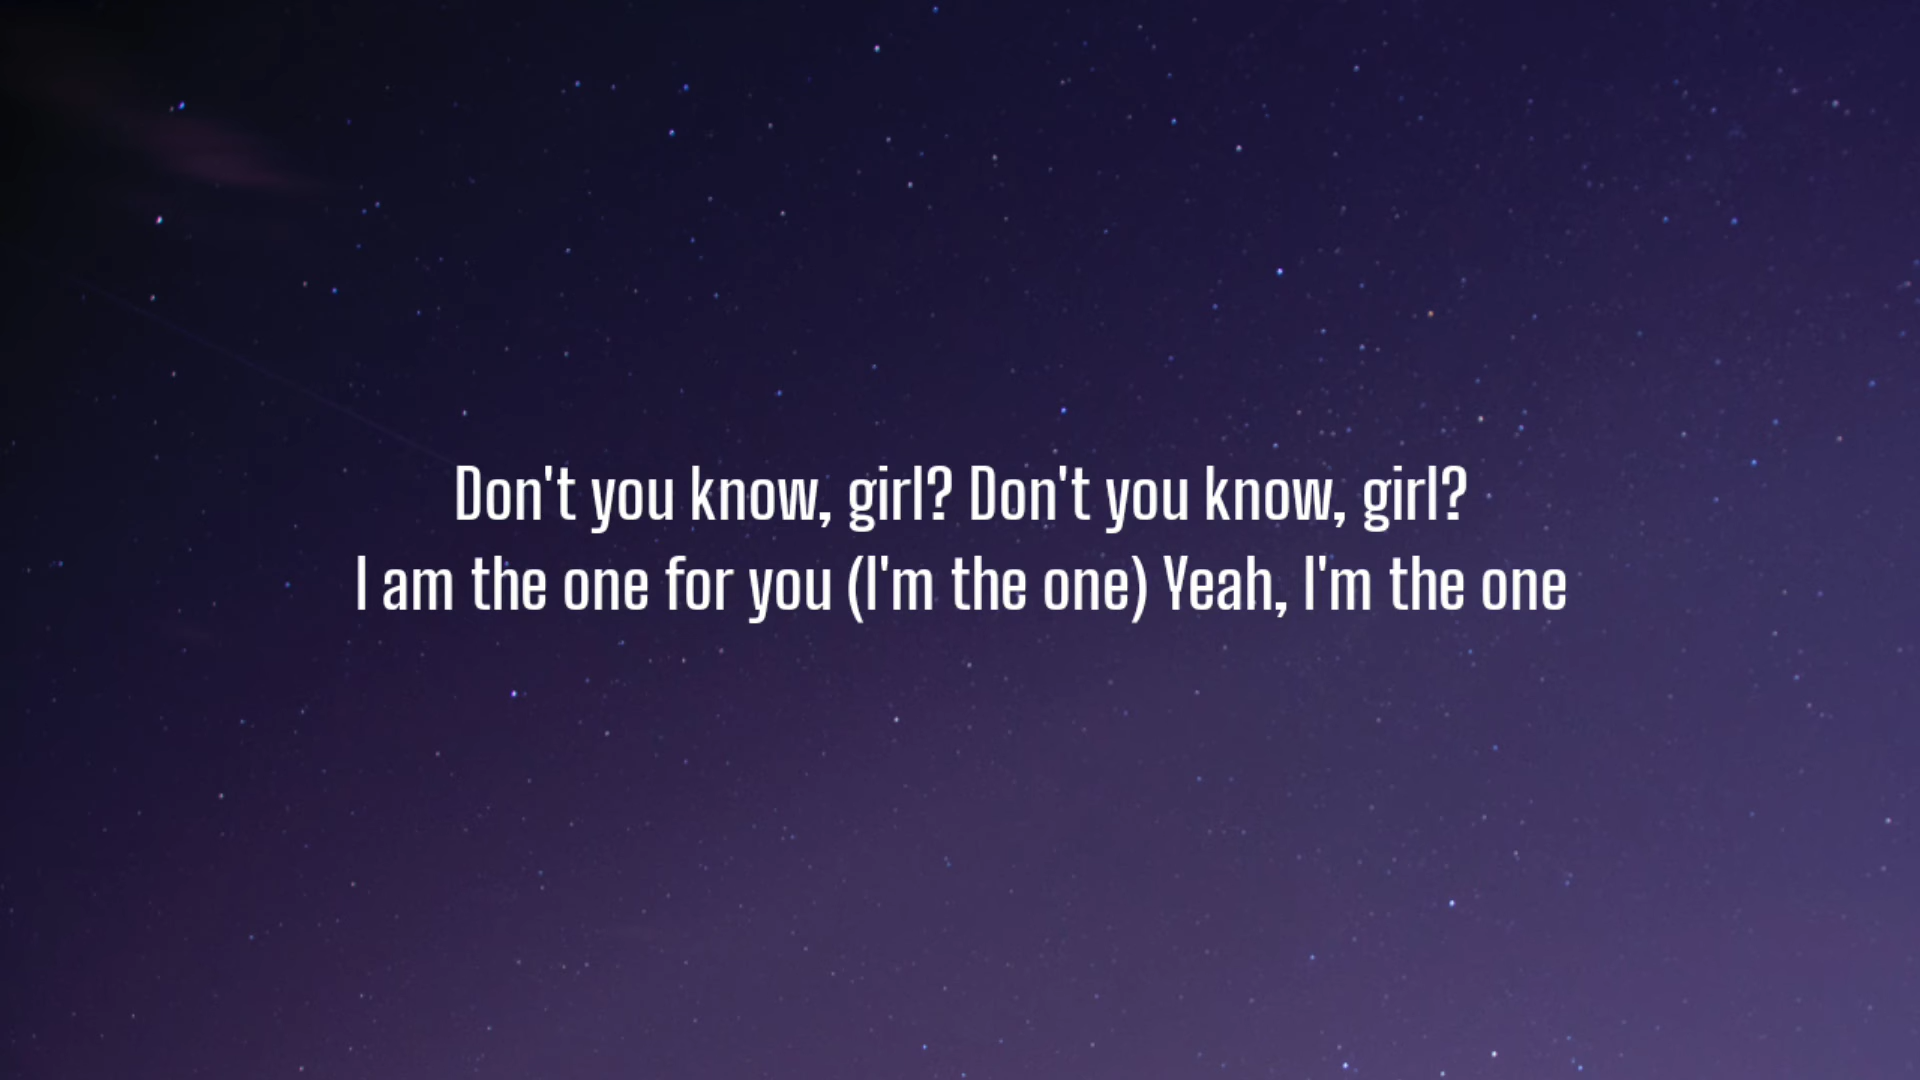 Don't you know, girl? Don't you know, girl?
I am the one for you (I'm the one) Yeah, I'm the one